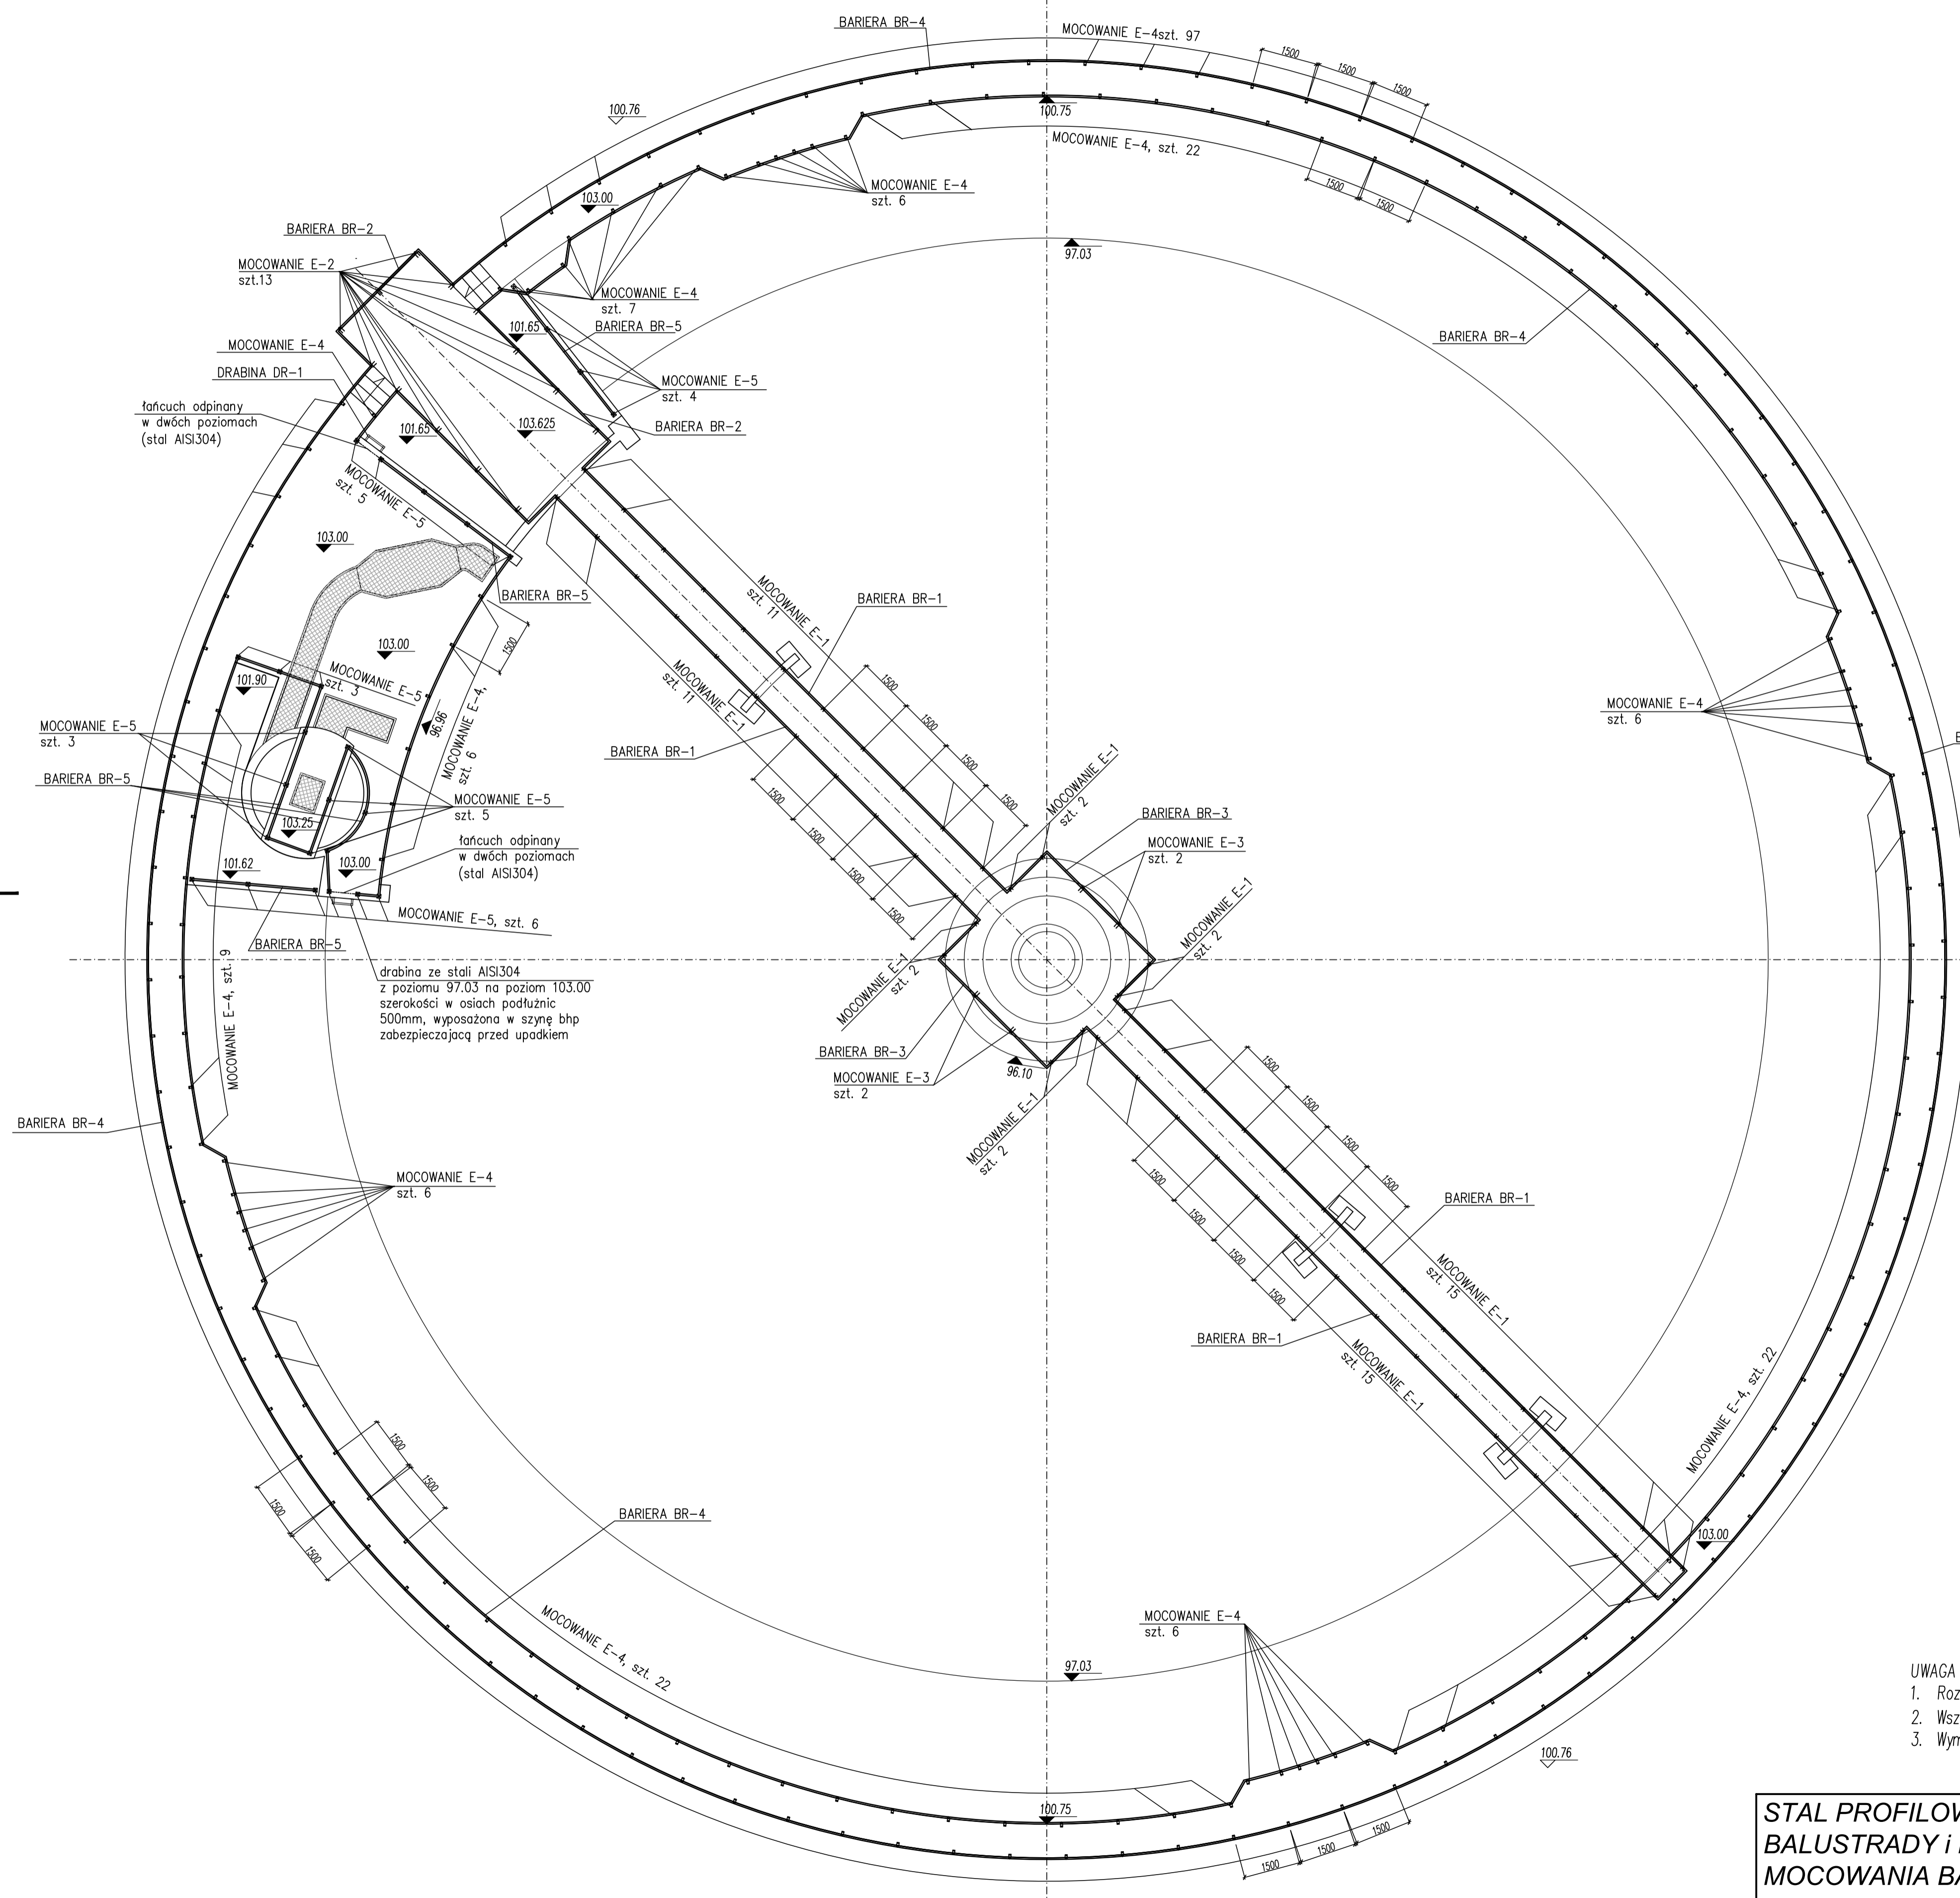 BARIERA BR-4
MOCOWANIE E-4szt. 97
1500
1500
1500
100.76
100.75
MOCOWANIE E-4, szt. 22
MOCOWANIE E-4
szt. 6
1500
1500
103.00
BARIERA BR-2
97.03
MOCOWANIE E-2
szt.13
MOCOWANIE E-4
szt. 7
BARIERA BR-5
101.65
BARIERA BR-4
MOCOWANIE E-4
DRABINA DR-1
MOCOWANIE E-5
szt. 4
łańcuch odpinany
w dwóch poziomach
(stal AISI304)
101.65
103.625
BARIERA BR-2
MOCOWANIE E-5
szt. 5
103.00
BARIERA BR-5
MOCOWANIE E-1
szt. 11
BARIERA BR-1
1500
103.00
MOCOWANIE E-5
szt. 3
101.90
MOCOWANIE E-1
szt. 11
1500
1500
1500
1500
MOCOWANIE E-4
szt. 6
MOCOWANIE E-5
szt. 3
96.96
MOCOWANIE E-4,
szt. 6
BARIERA BR-1
BARIERA BR-5
MOCOWANIE E-5
szt. 5
103.25
1500
1500
1500
1500
MOCOWANIE E-1
szt. 2
BARIERA BR-3
MOCOWANIE E-3
szt. 2
łańcuch odpinany
w dwóch poziomach
(stal AISI304)
101.62
103.00
MOCOWANIE E-5, szt. 6
BARIERA BR-5
MOCOWANIE E-1
szt. 2
MOCOWANIE E-4, szt. 9
drabina ze stali AISI304
z poziomu 97.03 na poziom 103.00
szerokości w osiach podłużnic
500mm, wyposażona w szynę bhp
zabezpieczającą przed upadkiem
MOCOWANIE E-1
szt. 2
BARIERA BR-3
MOCOWANIE E-3
szt. 2
96.10
BARIERA BR-4
MOCOWANIE E-1
szt. 2
1500
1500
1500
1500
MOCOWANIE E-4
szt. 6
1500
1500
1500
1500
BARIERA BR-1
MOCOWANIE E-1
szt. 15
BARIERA BR-1
MOCOWANIE E-1
szt. 15
MOCOWANIE E-4, szt. 22
1500
1500
1500
1500
BARIERA BR-4
103.00
MOCOWANIE E-4, szt. 22
MOCOWANIE E-4
szt. 6
97.03
100.76
100.75
1500
1500
1500
UWAGA
1. Roz
2. Wsz
3. Wym
STAL PROFILOW
BALUSTRADY i
MOCOWANIA BA